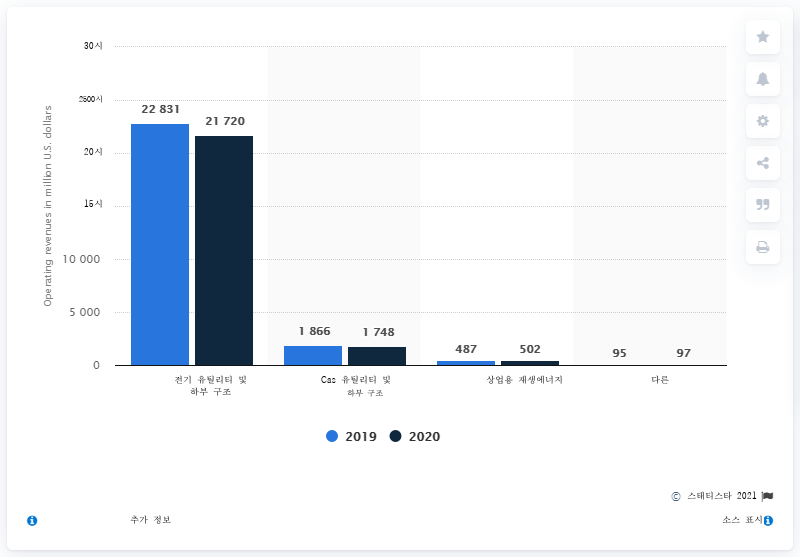 30시
2500시
20시
15시
10 000
5 000
0
Operating revenues in million U.S. dollars
22 831
21 720
1 866
1 748
487
502
95
97
전기 유틸리티 및
하부 구조
Gas 유틸리티 및
하부 구조
상업용 재생에너지
다른
2019
2020
© 스태티스타 2021
추가 정보
소스 표시